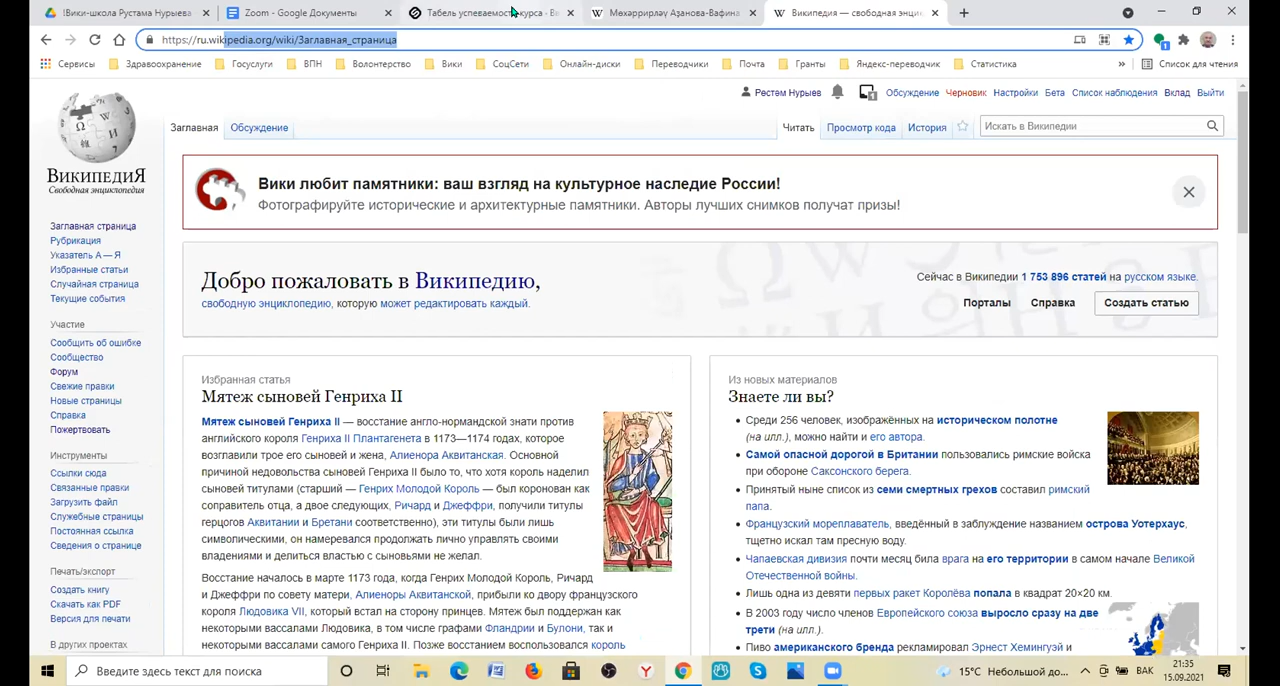 !Вики-школа Рустама Нурыева
Zoom - Google Документы
Табель успеваемости курса · Ви
Мөхәррирләү Аҙанова-Вафина
Википедия — свободная энци
https://ru.wikipedia.org/wiki/Заглавная_страница
Сервисы
Здравоохранение
Госуслуги
ВПН
Волонтерство
Вики
СоцСети
Онлайн-диски
Переводчики
Почта
Гранты
Яндекс-переводчик
Статистика
»
Список для чтения
Рөстәм Нурыев
1
Обсуждение
Черновик
Настройки
Бета
Список наблюдения
Вклад
Выйти
Заглавная
Обсуждение
Читать
Просмотр кода
История
Искать в Википедии
ВИКИПЕДИЯ
Свободная энциклопедия
Заглавная страница
Рубрикация
Указатель А — Я
Избранные статьи
Случайная страница
Текущие события
Участие
Сообщить об ошибке
Сообщество
Форум
Свежие правки
Новые страницы
Справка
Пожертвовать
Инструменты
Ссылки сюда
Связанные правки
Загрузить файл
Служебные страницы
Постоянная ссылка
Сведения о странице
Печать/экспорт
Создать книгу
Скачать как PDF
Версия для печати
В других проектах
Вики любит памятники: ваш взгляд на культурное наследие России!
Фотографируйте исторические и архитектурные памятники. Авторы лучших снимков получат призы!
Добро пожаловать в Википедию,
свободную энциклопедию, которую может редактировать каждый.
Сейчас в Википедии 1 753 896 статей на русском языке.
Порталы
Справка
Создать статью
Избранная статья
Мятеж сыновей Генриха II
Мятеж сыновей Генриха II — восстание англо-нормандской знати против
английского короля Генриха II Плантагенета в 1173—1174 годах, которое
возглавили трое его сыновей и жена, Алиенора Аквитанская. Основной
причиной недовольства сыновей Генриха II было то, что хотя король наделил
сыновей титулами (старший — Генрих Молодой Король — был коронован как
соправитель отца, а двое следующих, Ричард и Джеффри, получили титулы
герцогов Аквитании и Бретани соответственно), эти титулы были лишь
символическими, он намеревался продолжать лично управлять своими
владениями и делиться властью с сыновьями не желал.
Восстание началось в марте 1173 года, когда Генрих Молодой Король, Ричард
и Джеффри по совету матери, Алиеноры Аквитанской, прибыли ко двору французского
короля Людовика VII, который встал на сторону принцев. Мятеж был поддержан как
некоторыми вассалами Людовика, в том числе графами Фландрии и Булони, так и
некоторыми вассалами самого Генриха II. Позже восстанием воспользовался король
Из новых материалов
Знаете ли вы?
Среди 256 человек, изображённых на историческом полотне
(на илл.), можно найти и его автора.
Самой опасной дорогой в Британии пользовались римские войска
при обороне Саксонского берега.
Принятый ныне список из семи смертных грехов составил римский
папа.
Французский мореплаватель, введённый в заблуждение названием острова Уотерхаус,
тщетно искал там пресную воду.
Чапаевская дивизия почти месяц била врага на его территории в самом начале Великой
Отечественной войны.
Лишь одна из девяти первых ракет Королёва попала в квадрат 20×20 км.
В 2003 году число членов Европейского союза выросло сразу на две
трети (на илл.).
Пиво американского бренда рекламировал Эрнест Хемингуэй и
Введите здесь текст для поиска
15°C Небольшой до...
ВАК
21:35
15.09.2021